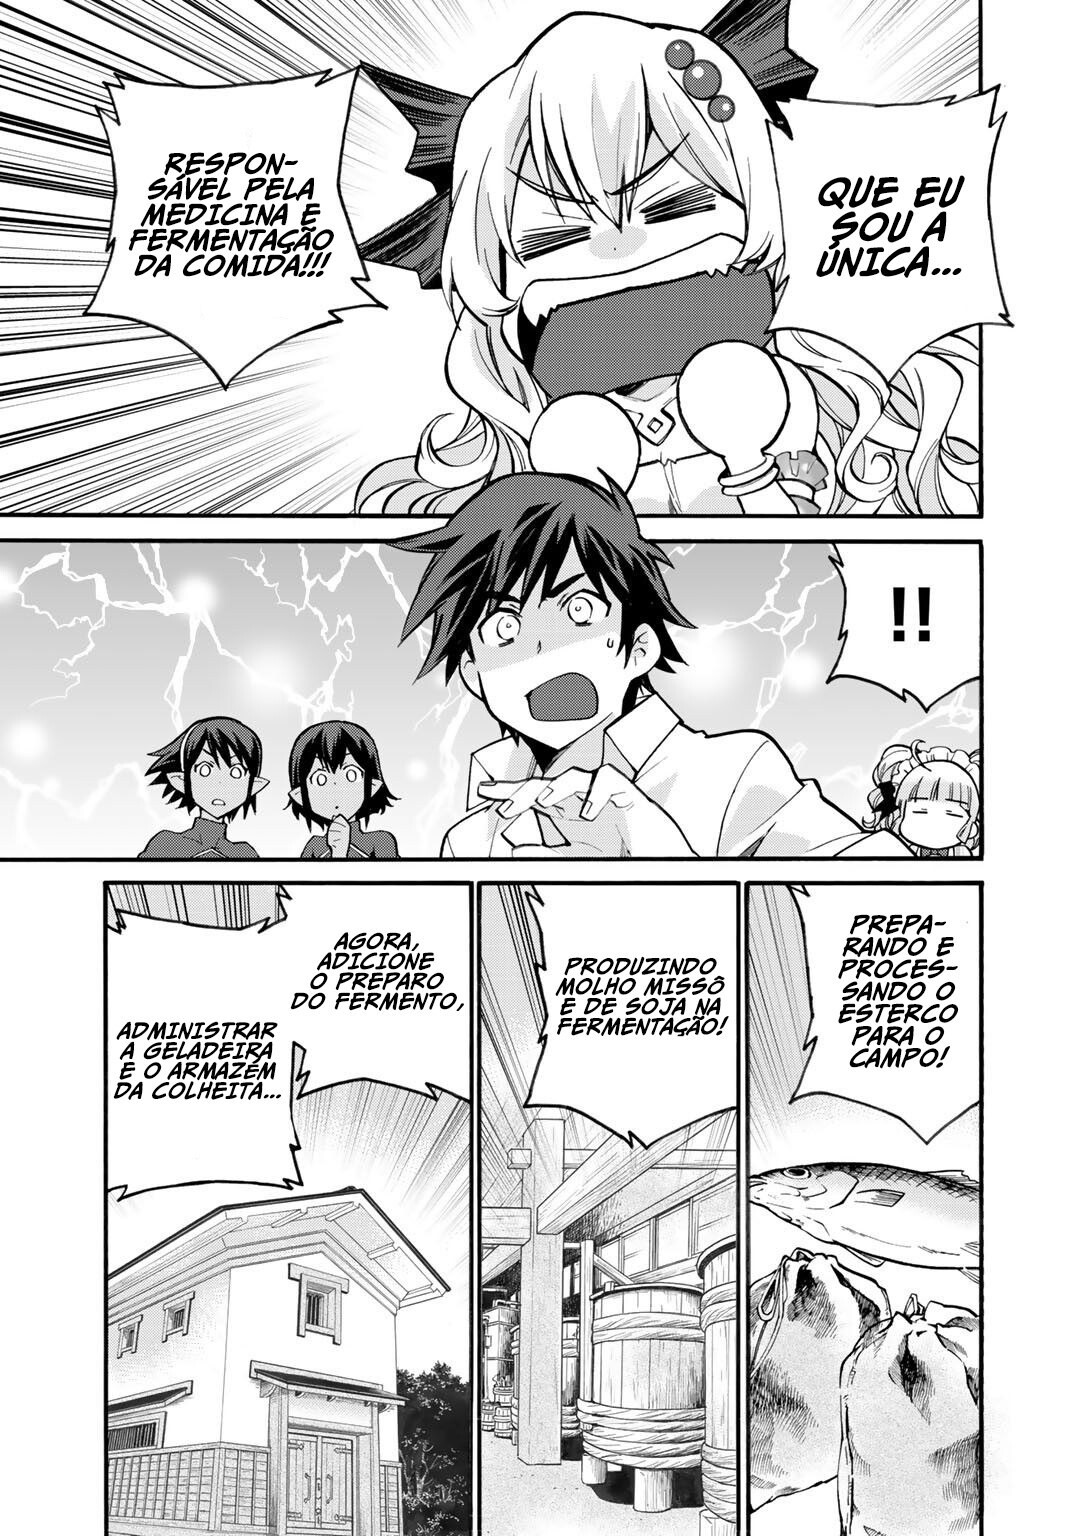 QUE EU
SOU A
ÚNICA...
RESPON-
SÁVEL PELA
MEDICINA E
FERMENTAÇÃO
DA COMIDA!!!
!!
PREPA-
RANDO E
PROCES-
SANDO O
ESTERCO
PARA O
CAMPO!
PRODUZINDO
MOLHO MISSÔ
E DE SOJA NA
FERMENTAÇÃO!
AGORA,
ADICIONE
O PREPARO
DO FERMENTO,
ADMINISTRAR
A GELADEIRA
E O ARMAZÉM
DA COLHEITA...